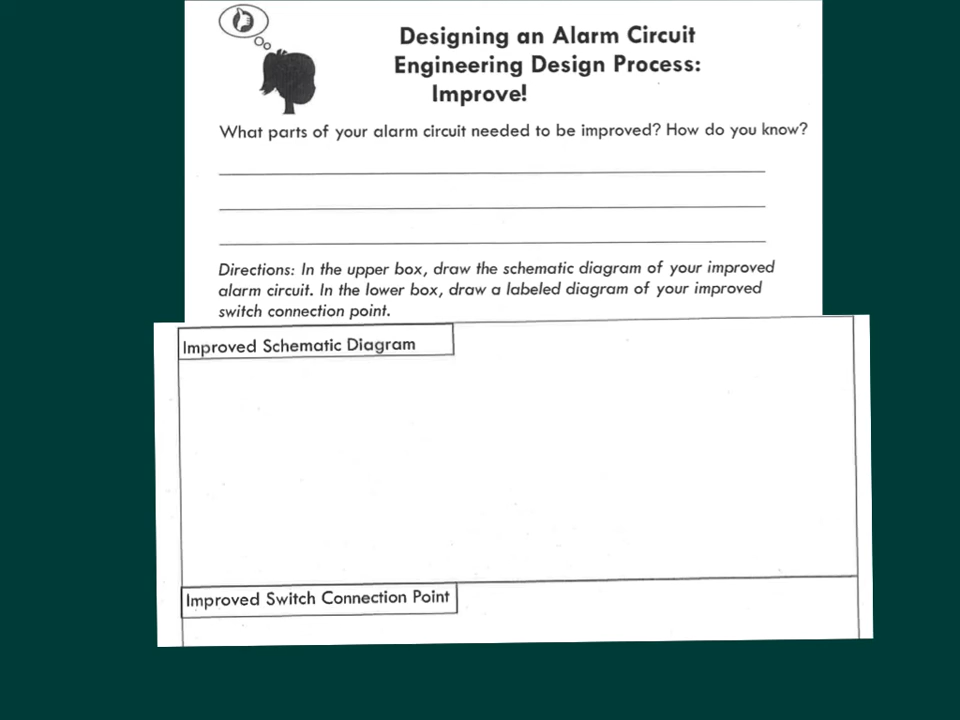 Designing an Alarm Circuit
Engineering Design Process:
Improve!
What parts of your alarm circuit needed to be improved? How do you know?
Directions: In the upper box, draw the schematic diagram of your improved
alarm circuit. In the lower box, draw a labeled diagram of your improved
switch connection point.
Improved Schematic Diagram
Improved Switch Connection Point